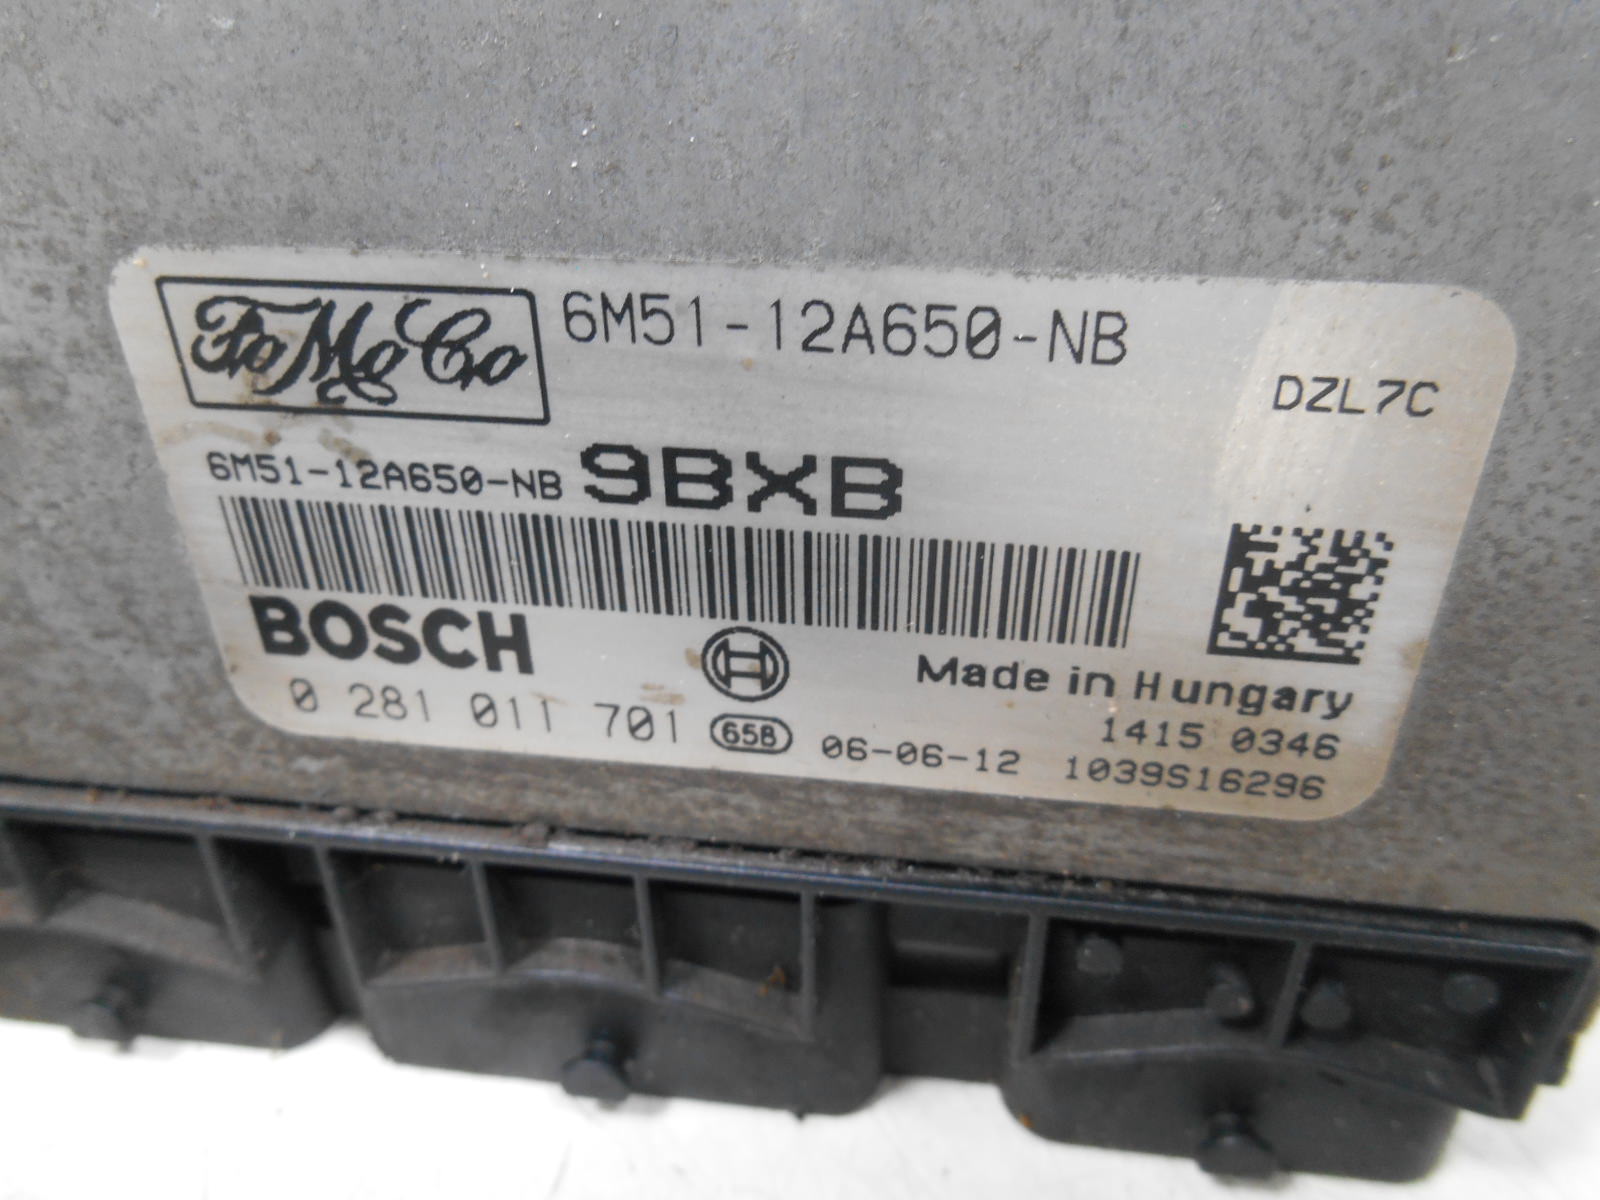 FoMoCo 6M51-12A650-NB
DZL7C
6M51-12A650-NB 9BXB
BOSCH
Made in Hungary
0 281 011 701 65B 06-06-12
1415 0346
1039S16296